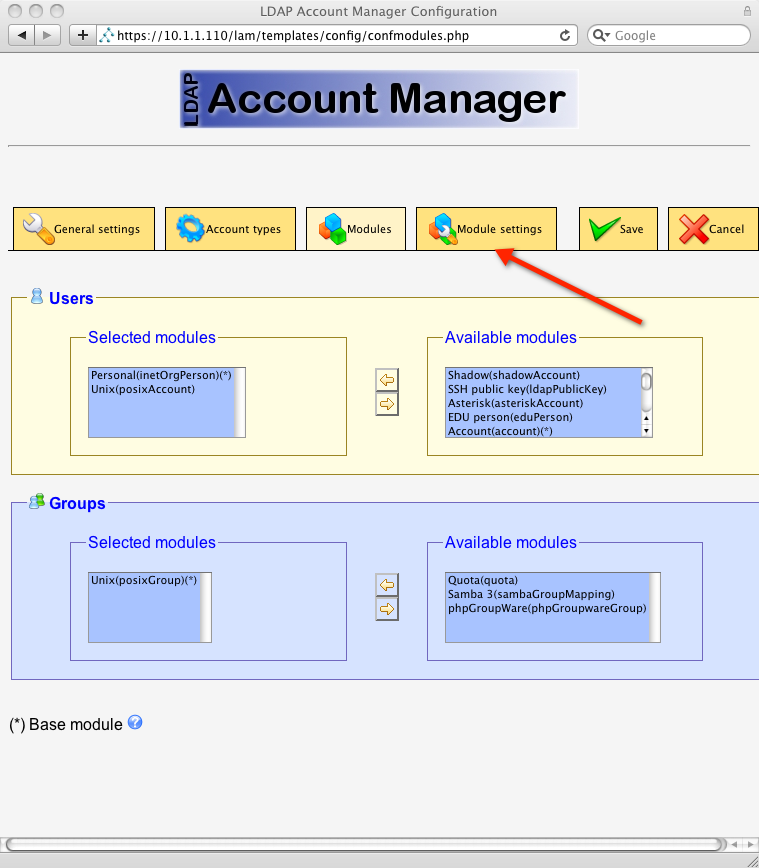 LDAP Account Manager Configuration
https://10.1.1.110/lam/templates/config/confmodules.php
Google
LDAP Account Manager
General settings
Account types
Modules
Module settings
Save
Cancel
Users
Selected modules
Personal(inetOrgPerson)(*)
Unix(posixAccount)
Available modules
Shadow(shadowAccount)
SSH public key(ldapPublicKey)
Asterisk(asteriskAccount)
EDU person(eduPerson)
Account(account)(*)
Groups
Selected modules
Unix(posixGroup)(*)
Available modules
Quota(quota)
Samba 3(sambaGroupMapping)
phpGroupWare(phpGroupwareGroup)
(*) Base module